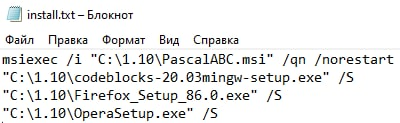 install.txt – Блокнот
Файл Правка Формат Вид Справка
msiexec /i "C:\1.10\PascalABC.msi" /qn /norestart
"C:\1.10\codeblocks-20.03mingw-setup.exe" /S
"C:\1.10\Firefox_Setup_86.0.exe" /S
"C:\1.10\OperaSetup.exe" /S